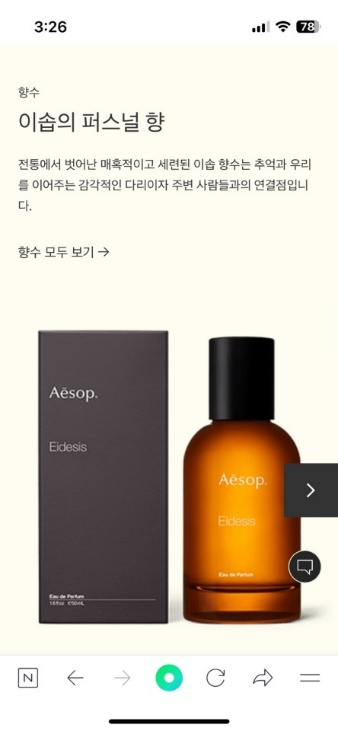 3:26
78
향수
이솝의 퍼스널 향
전통에서 벗어난 매혹적이고 세련된 이솝 향수는 추억과 우리
를 이어주는 감각적인 다리이자 주변 사람들과의 연결점입니
다.
향수 모두 보기 →
Aēsop.
Eidesis
Eau de Parfum
1.6floz ℮50mL
Aēsop.
Eidesis
Eau de Parfum
N